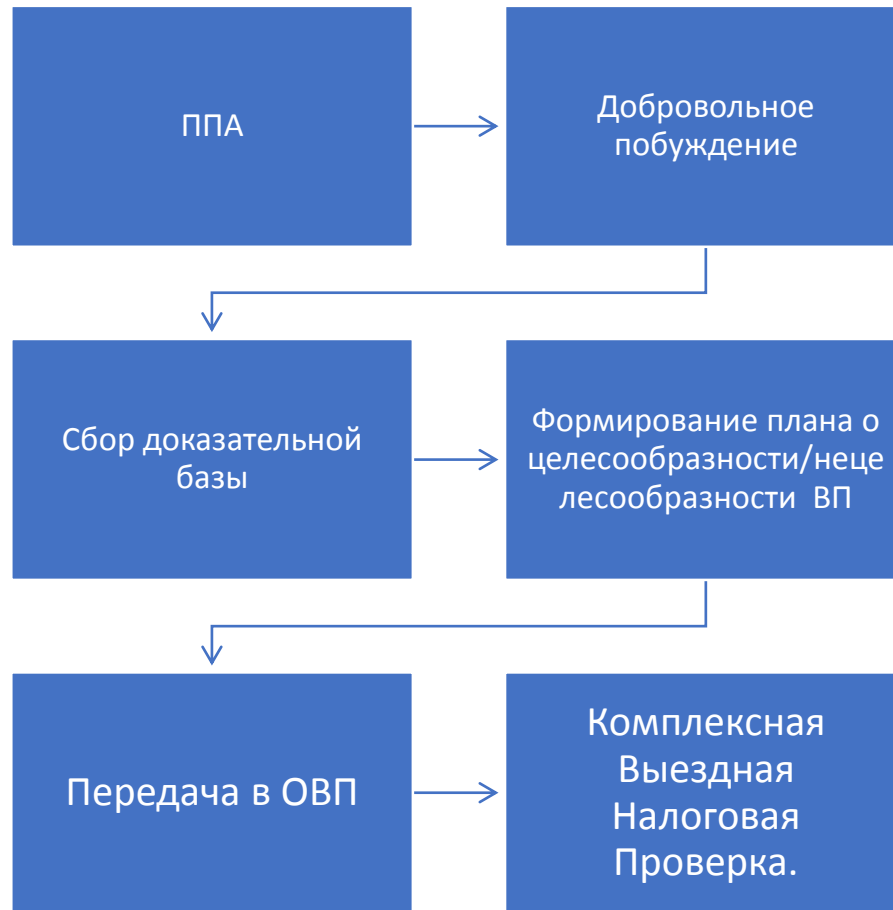 ППА
Добровольное
побуждение
Сбор доказательной
базы
Формирование плана о
целесообразности/неце
лесообразности ВП
Передача в ОВП
Комплексная
Выездная
Налоговая
Проверка.